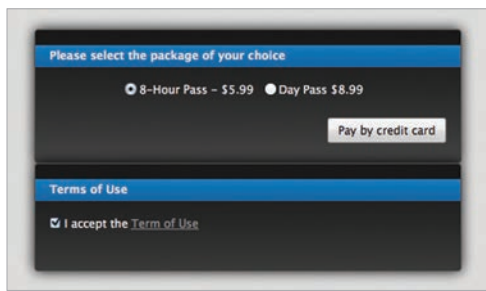 Please select the package of your choice
8-Hour Pass - $5.99 Day Pass $8.99
Pay by credit card
Terms of Use
I accept the Term of Use